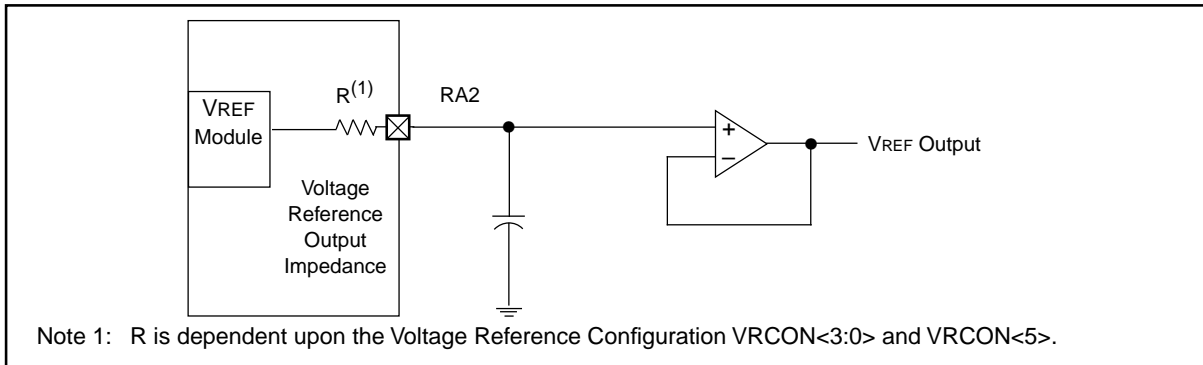 R(1)
RA2
VREF
Module
+
–
VREF Output
Voltage
Reference
Output
Impedance
Note 1: R is dependent upon the Voltage Reference Configuration VRCON<3:0> and VRCON<5>.